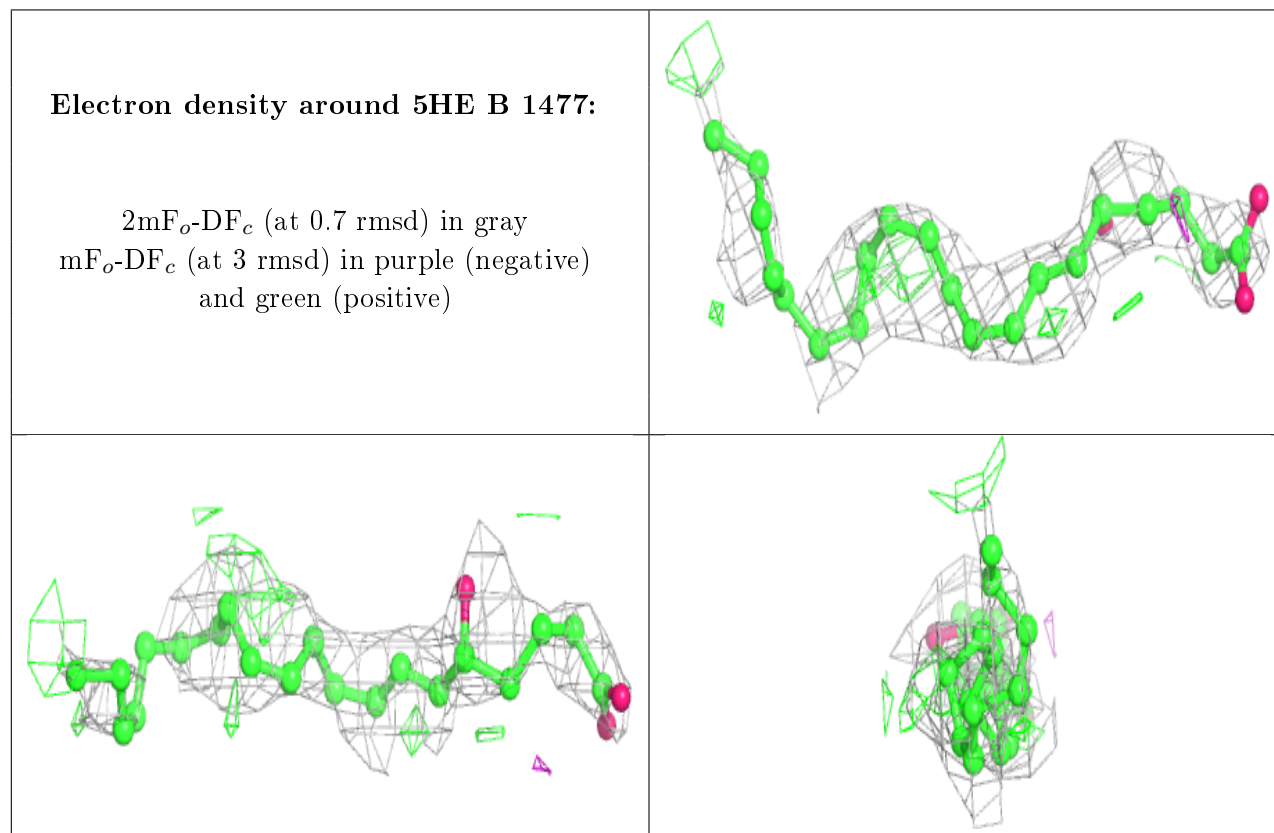 Electron density around 5HE B 1477:
2mFo-DFc (at 0.7 rmsd) in gray
mFo-DFc (at 3 rmsd) in purple (negative)
and green (positive)